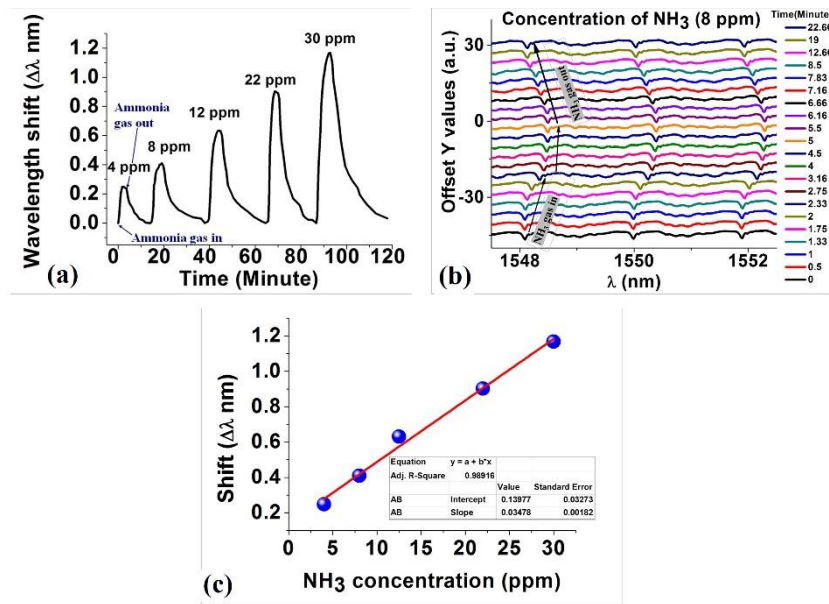 30 ppm
22 ppm
12 ppm
8 ppm
4 ppm
Ammonia
gas out
Ammonia gas in
Wavelength shift (Δλ nm)
1.2
1.0
0.8
0.6
0.4
0.2
0.0
0 20 40 60 80 100 120
Time (Minute)
(a)
Concentration of NH3 (8 ppm)
Offset Y values (a.u.)
30
0
-30
NH3 gas out
NH3 gas in
1548 1550 1552
λ (nm)
(b)
Time(Minute)
22.66
19
12.66
8.5
7.83
7.16
6.66
6.16
5.5
5
4.5
4
3.16
2.75
2.33
2
1.75
1.33
1
0.5
0
Shift (Δλ nm)
1.2
1.0
0.8
0.6
0.4
0.2
Equation y = a + b*x
Adj. R-Square 0.98916
Value Standard Error
AB Intercept 0.13977 0.03273
AB Slope 0.03478 0.00182
0 5 10 15 20 25 30
NH3 concentration (ppm)
(c)